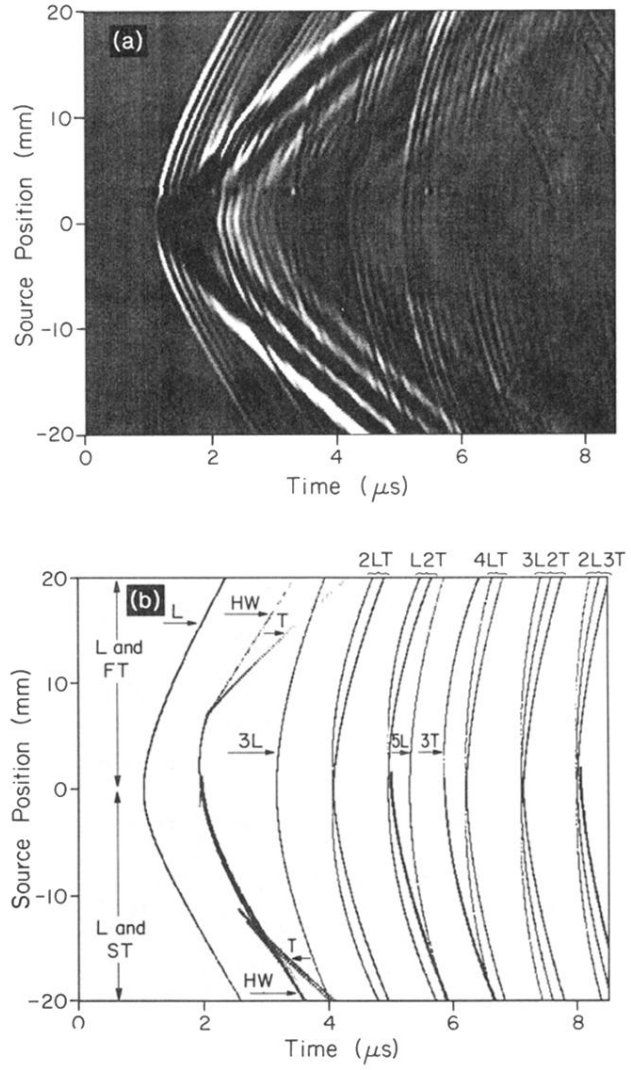 (a)
20
10
0
-10
-20
Source Position (mm)
0 2 4 6 8
Time (μs)
2LT L2T 4LT 3L2T 2L3T
(b)
20
10
0
-10
-20
Source Position (mm)
L and
FT
L
HW
T
3L
5L 3T
L and
ST
T
HW
0 2 4 6 8
Time (μs)